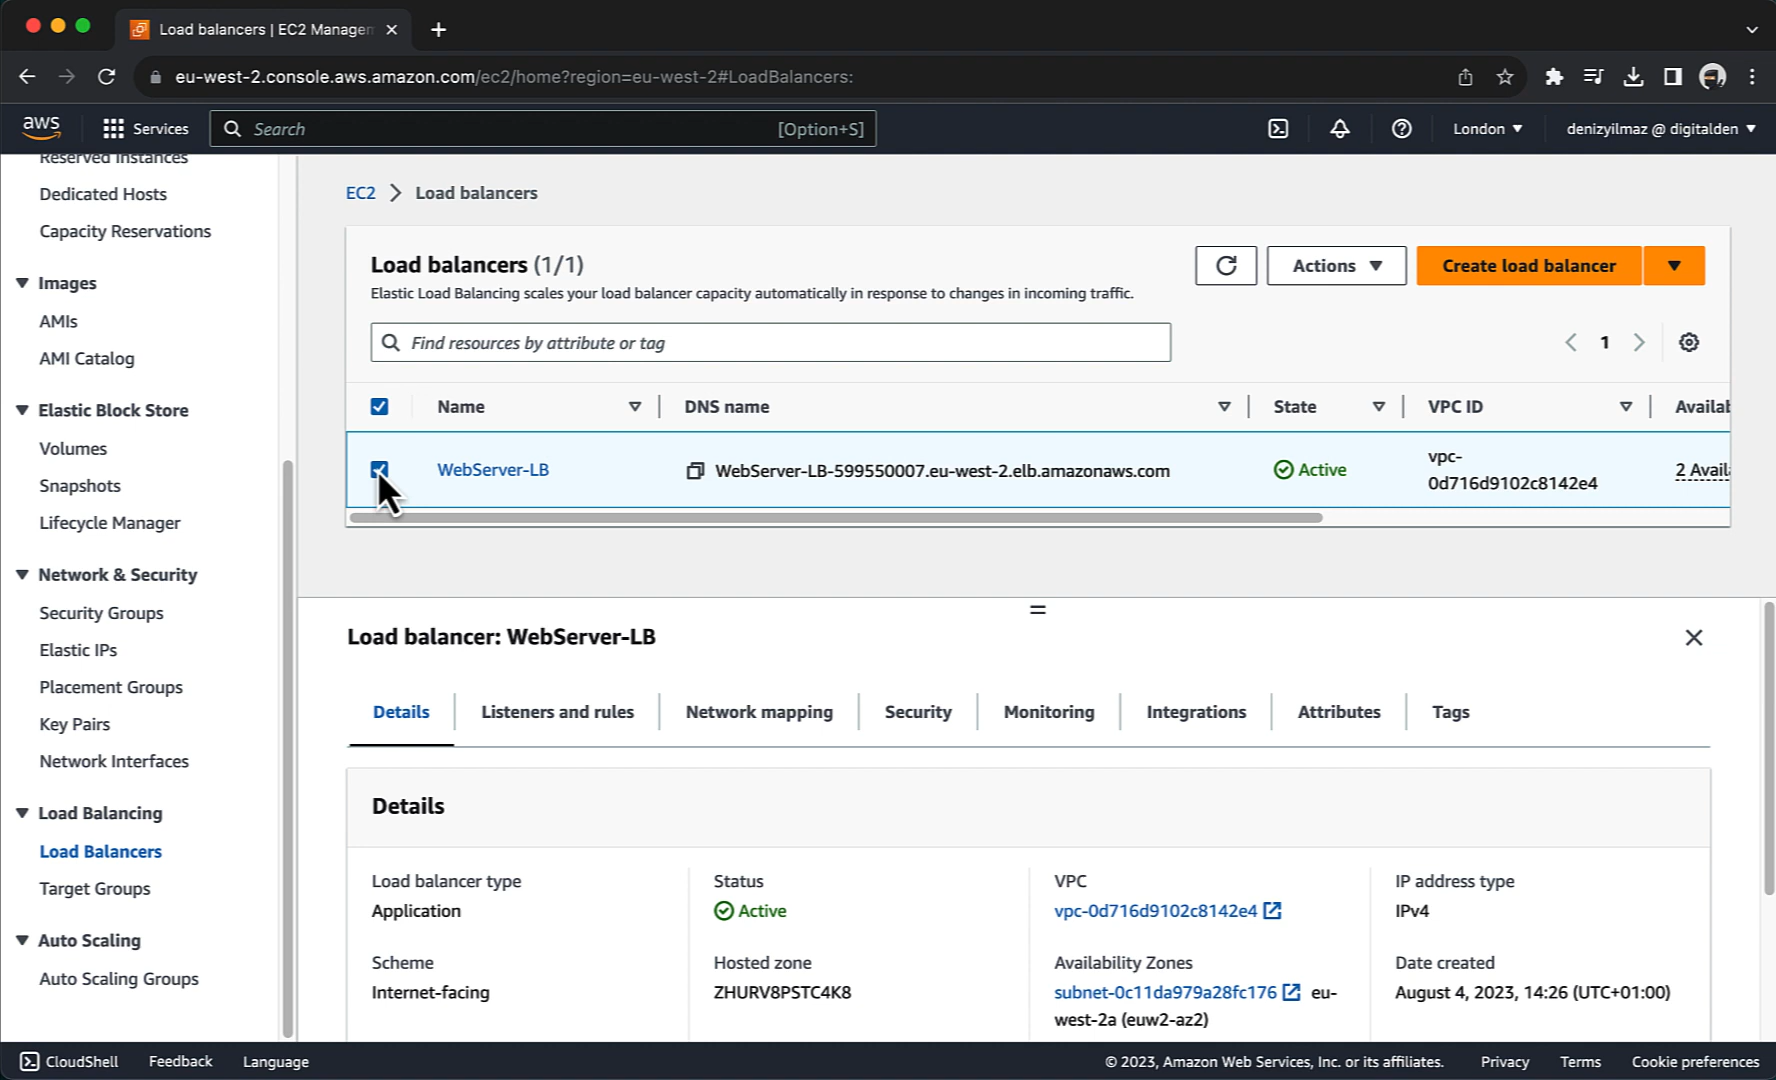 Load balancers | EC2 Managem
eu-west-2.console.aws.amazon.com/ec2/home?region=eu-west-2#LoadBalancers:
aws
Services
Search
[Option+S]
London
denizyilmaz @ digitalden
Reserved Instances
Dedicated Hosts
Capacity Reservations
Images
AMIs
AMI Catalog
Elastic Block Store
Volumes
Snapshots
Lifecycle Manager
Network & Security
Security Groups
Elastic IPs
Placement Groups
Key Pairs
Network Interfaces
Load Balancing
Load Balancers
Target Groups
Auto Scaling
Auto Scaling Groups
EC2 > Load balancers
Load balancers (1/1)
Elastic Load Balancing scales your load balancer capacity automatically in response to changes in incoming traffic.
Actions
Create load balancer
Find resources by attribute or tag
1
Name
DNS name
State
VPC ID
Availab
WebServer-LB
WebServer-LB-599550007.eu-west-2.elb.amazonaws.com
Active
vpc-
0d716d9102c8142e4
2 Avail
Load balancer: WebServer-LB
Details
Listeners and rules
Network mapping
Security
Monitoring
Integrations
Attributes
Tags
Details
Load balancer type
Application
Status
Active
VPC
vpc-0d716d9102c8142e4
IP address type
IPv4
Scheme
Internet-facing
Hosted zone
ZHURV8PSTC4K8
Availability Zones
subnet-0c11da979a28fc176 eu-
west-2a (euw2-az2)
Date created
August 4, 2023, 14:26 (UTC+01:00)
CloudShell
Feedback
Language
© 2023, Amazon Web Services, Inc. or its affiliates.
Privacy
Terms
Cookie preferences